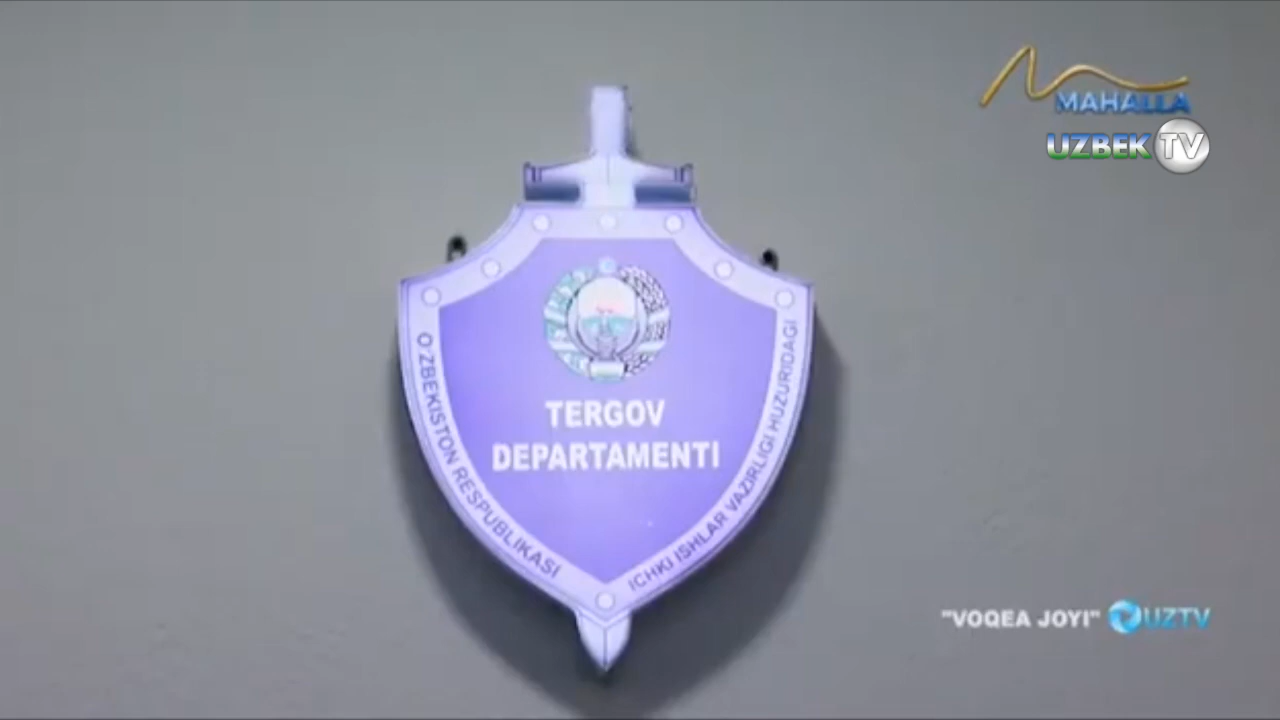 MAHALLA
UZBEK TV
TERGOV
DEPARTAMENTI
O'ZBEKISTON RESPUBLIKASI
ICHKI ISHLAR VAZIRLIGI HUZURIDAGI
"VOQEA JOYI" UZTV